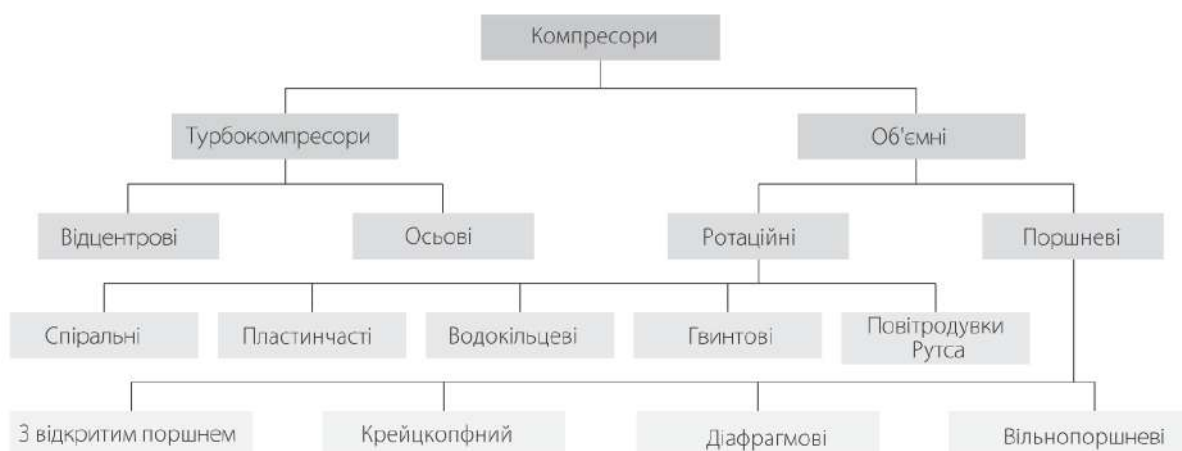 Компресори
Турбокомпресори
Об'ємні
Відцентрові
Осьові
Ротаційні
Поршневі
Спіральні
Пластинчасті
Водокільцеві
Гвинтові
Повітродувки
Рутса
З відкритим поршнем
Крейцкопфний
Діафрагмові
Вільнопоршневі